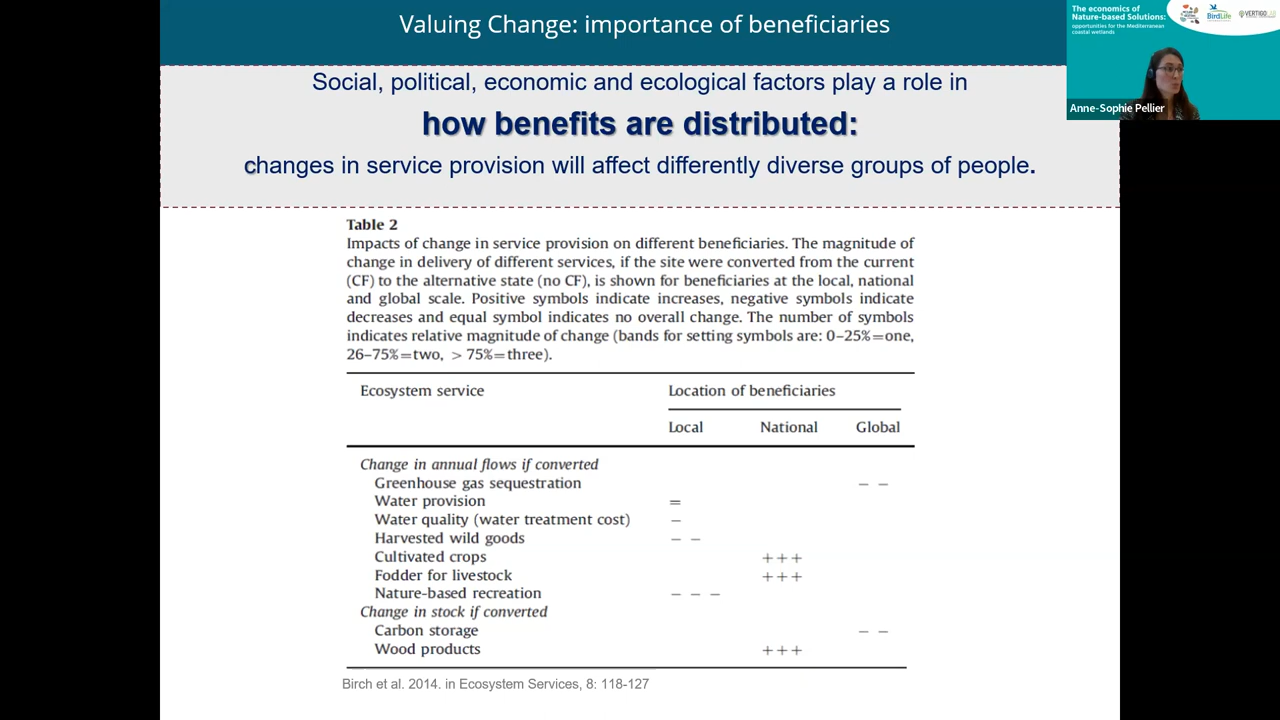 Valuing Change: importance of beneficiaries
Social, political, economic and ecological factors play a role in
how benefits are distributed:
changes in service provision will affect differently diverse groups of people.
Table 2
Impacts of change in service provision on different beneficiaries. The magnitude of
change in delivery of different services, if the site were converted from the current
(CF) to the alternative state (no CF), is shown for beneficiaries at the local, national
and global scale. Positive symbols indicate increases, negative symbols indicate
decreases and equal symbol indicates no overall change. The number of symbols
indicates relative magnitude of change (bands for setting symbols are: 0–25%=one,
26–75%=two, > 75%=three).
Ecosystem service Location of beneficiaries
Local National Global
Change in annual flows if converted
Greenhouse gas sequestration – –
Water provision =
Water quality (water treatment cost) –
Harvested wild goods – –
Cultivated crops +++
Fodder for livestock +++
Nature-based recreation – – –
Change in stock if converted
Carbon storage – –
Wood products +++
Birch et al. 2014. in Ecosystem Services, 8: 118-127
The economics of
Nature-based Solutions:
opportunities for the Mediterranean
coastal wetlands
BirdLife
VERTIGOLAB
Anne-Sophie Pellier